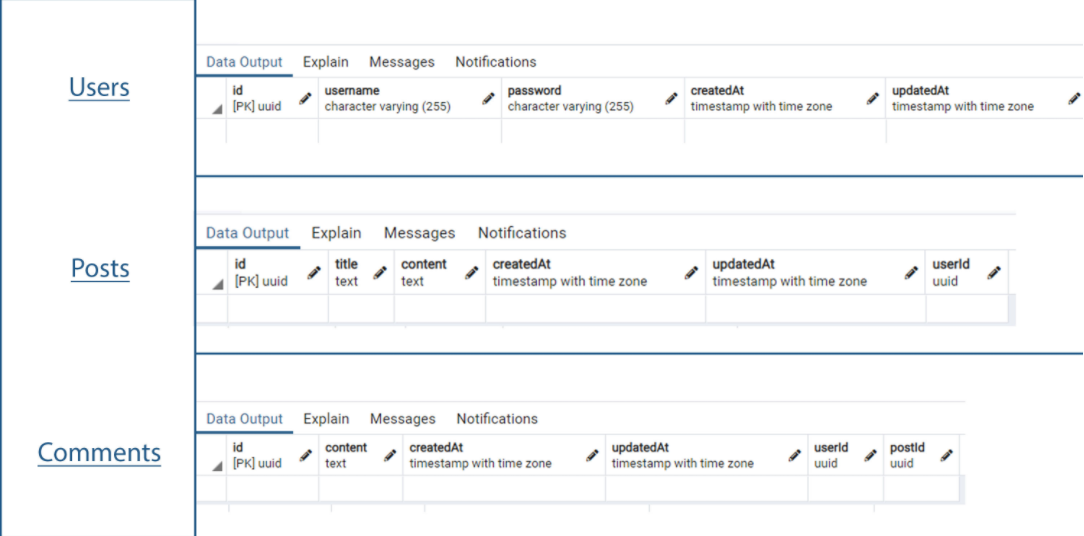 Users
Data Output Explain Messages Notifications
id username password createdAt updatedAt
[PK] uuid character varying (255) character varying (255) timestamp with time zone timestamp with time zone
Posts
Data Output Explain Messages Notifications
id title content createdAt updatedAt userId
[PK] uuid text text timestamp with time zone timestamp with time zone uuid
Comments
Data Output Explain Messages Notifications
id content createdAt updatedAt userId postId
[PK] uuid text timestamp with time zone timestamp with time zone uuid uuid